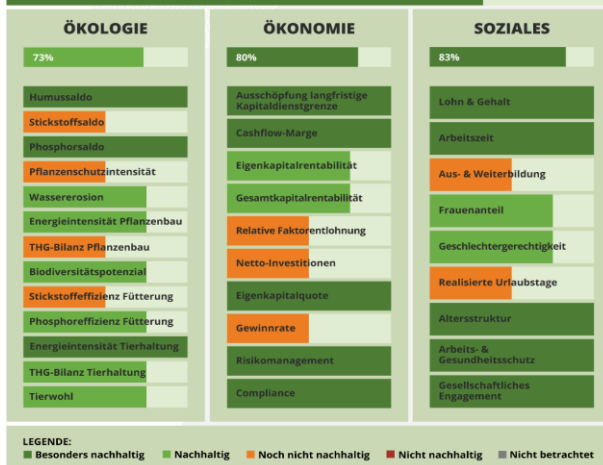 ÖKOLOGIE
73%
Humussaldo
Stickstoffsaldo
Phosphorsaldo
Pflanzenschutzintensität
Wassererosion
Energieintensität Pflanzenbau
THG-Bilanz Pflanzenbau
Biodiversitätspotenzial
Stickstoffeffizienz Fütterung
Phosphoreffizienz Fütterung
Energieintensität Tierhaltung
THG-Bilanz Tierhaltung
Tierwohl
ÖKONOMIE
80%
Ausschöpfung langfristige
Kapitaldienstgrenze
Cashflow-Marge
Eigenkapitalrentabilität
Gesamtkapitalrentabilität
Relative Faktorentlohnung
Netto-Investitionen
Eigenkapitalquote
Gewinnrate
Risikomanagement
Compliance
SOZIALES
83%
Lohn & Gehalt
Arbeitszeit
Aus- & Weiterbildung
Frauenanteil
Geschlechtergerechtigkeit
Realisierte Urlaubstage
Altersstruktur
Arbeits- &
Gesundheitsschutz
Gesellschaftliches
Engagement
LEGENDE:
Besonders nachhaltig Nachhaltig Noch nicht nachhaltig Nicht nachhaltig Nicht betrachtet